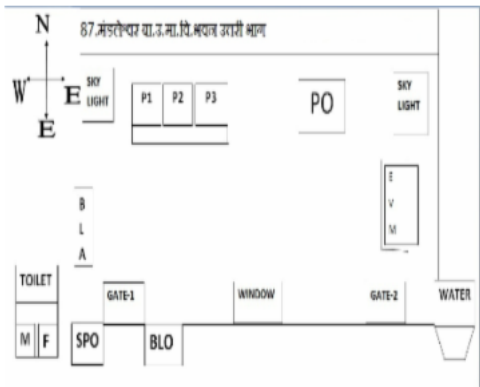 N
87.मंडलेश्वर बा.उ.मा.वि.भवन उत्तरी भाग
W
E
E
SKY
LIGHT
P1 P2 P3
PO
SKY
LIGHT
E
V
M
B
L
A
TOILET
GATE-1
WINDOW
GATE-2
WATER
M F
SPO
BLO